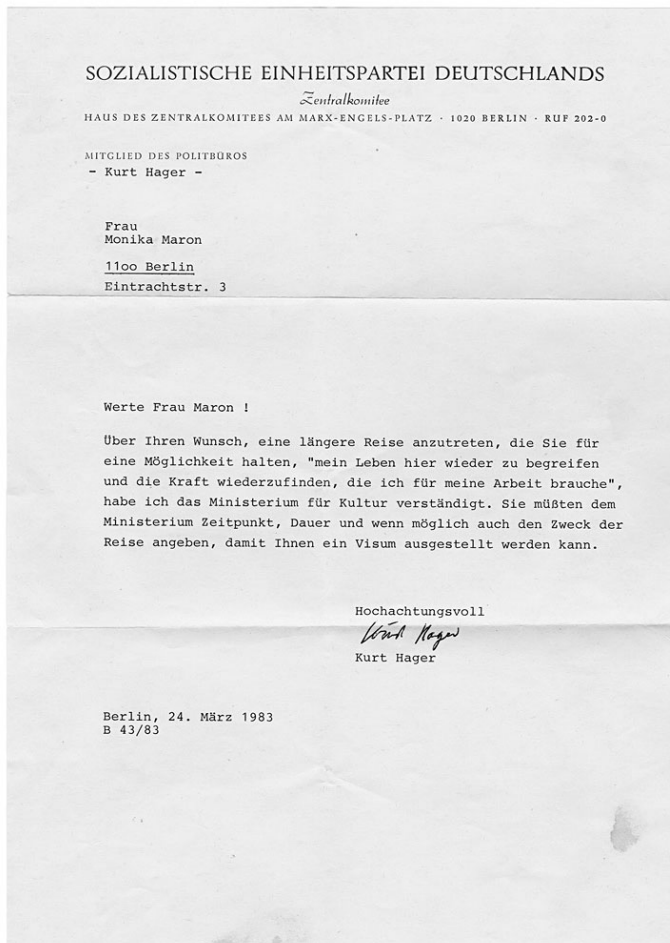 SOZIALISTISCHE EINHEITSPARTEI DEUTSCHLANDS
Zentralkomitee
HAUS DES ZENTRALKOMITEES AM MARX-ENGELS-PLATZ · 1020 BERLIN · RUF 202-0
MITGLIED DES POLITBÜROS
- Kurt Hager -
Frau
Monika Maron
11oo Berlin
Eintrachtstr. 3
Werte Frau Maron !
Über Ihren Wunsch, eine längere Reise anzutreten, die Sie für
eine Möglichkeit halten, "mein Leben hier wieder zu begreifen
und die Kraft wiederzufinden, die ich für meine Arbeit brauche",
habe ich das Ministerium für Kultur verständigt. Sie müßten dem
Ministerium Zeitpunkt, Dauer und wenn möglich auch den Zweck der
Reise angeben, damit Ihnen ein Visum ausgestellt werden kann.
Hochachtungsvoll
Kurt Hager
Kurt Hager
Berlin, 24. März 1983
B 43/83